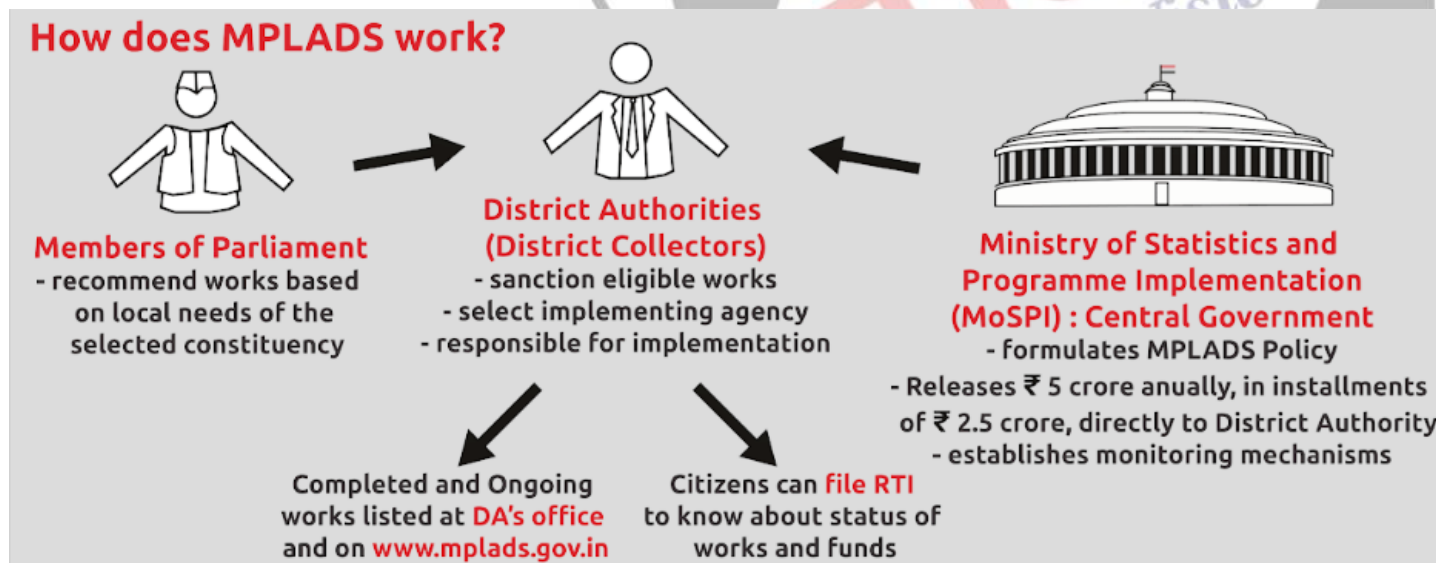 How does MPLADS work?
Members of Parliament
- recommend works based
on local needs of the
selected constituency
District Authorities
(District Collectors)
- sanction eligible works
- select implementing agency
- responsible for implementation
Ministry of Statistics and
Programme Implementation
(MoSPI) : Central Government
- formulates MPLADS Policy
- Releases ₹ 5 crore anually, in installments
of ₹ 2.5 crore, directly to District Authority
- establishes monitoring mechanisms
Completed and Ongoing
works listed at DA's office
and on www.mplads.gov.in
Citizens can file RTI
to know about status of
works and funds